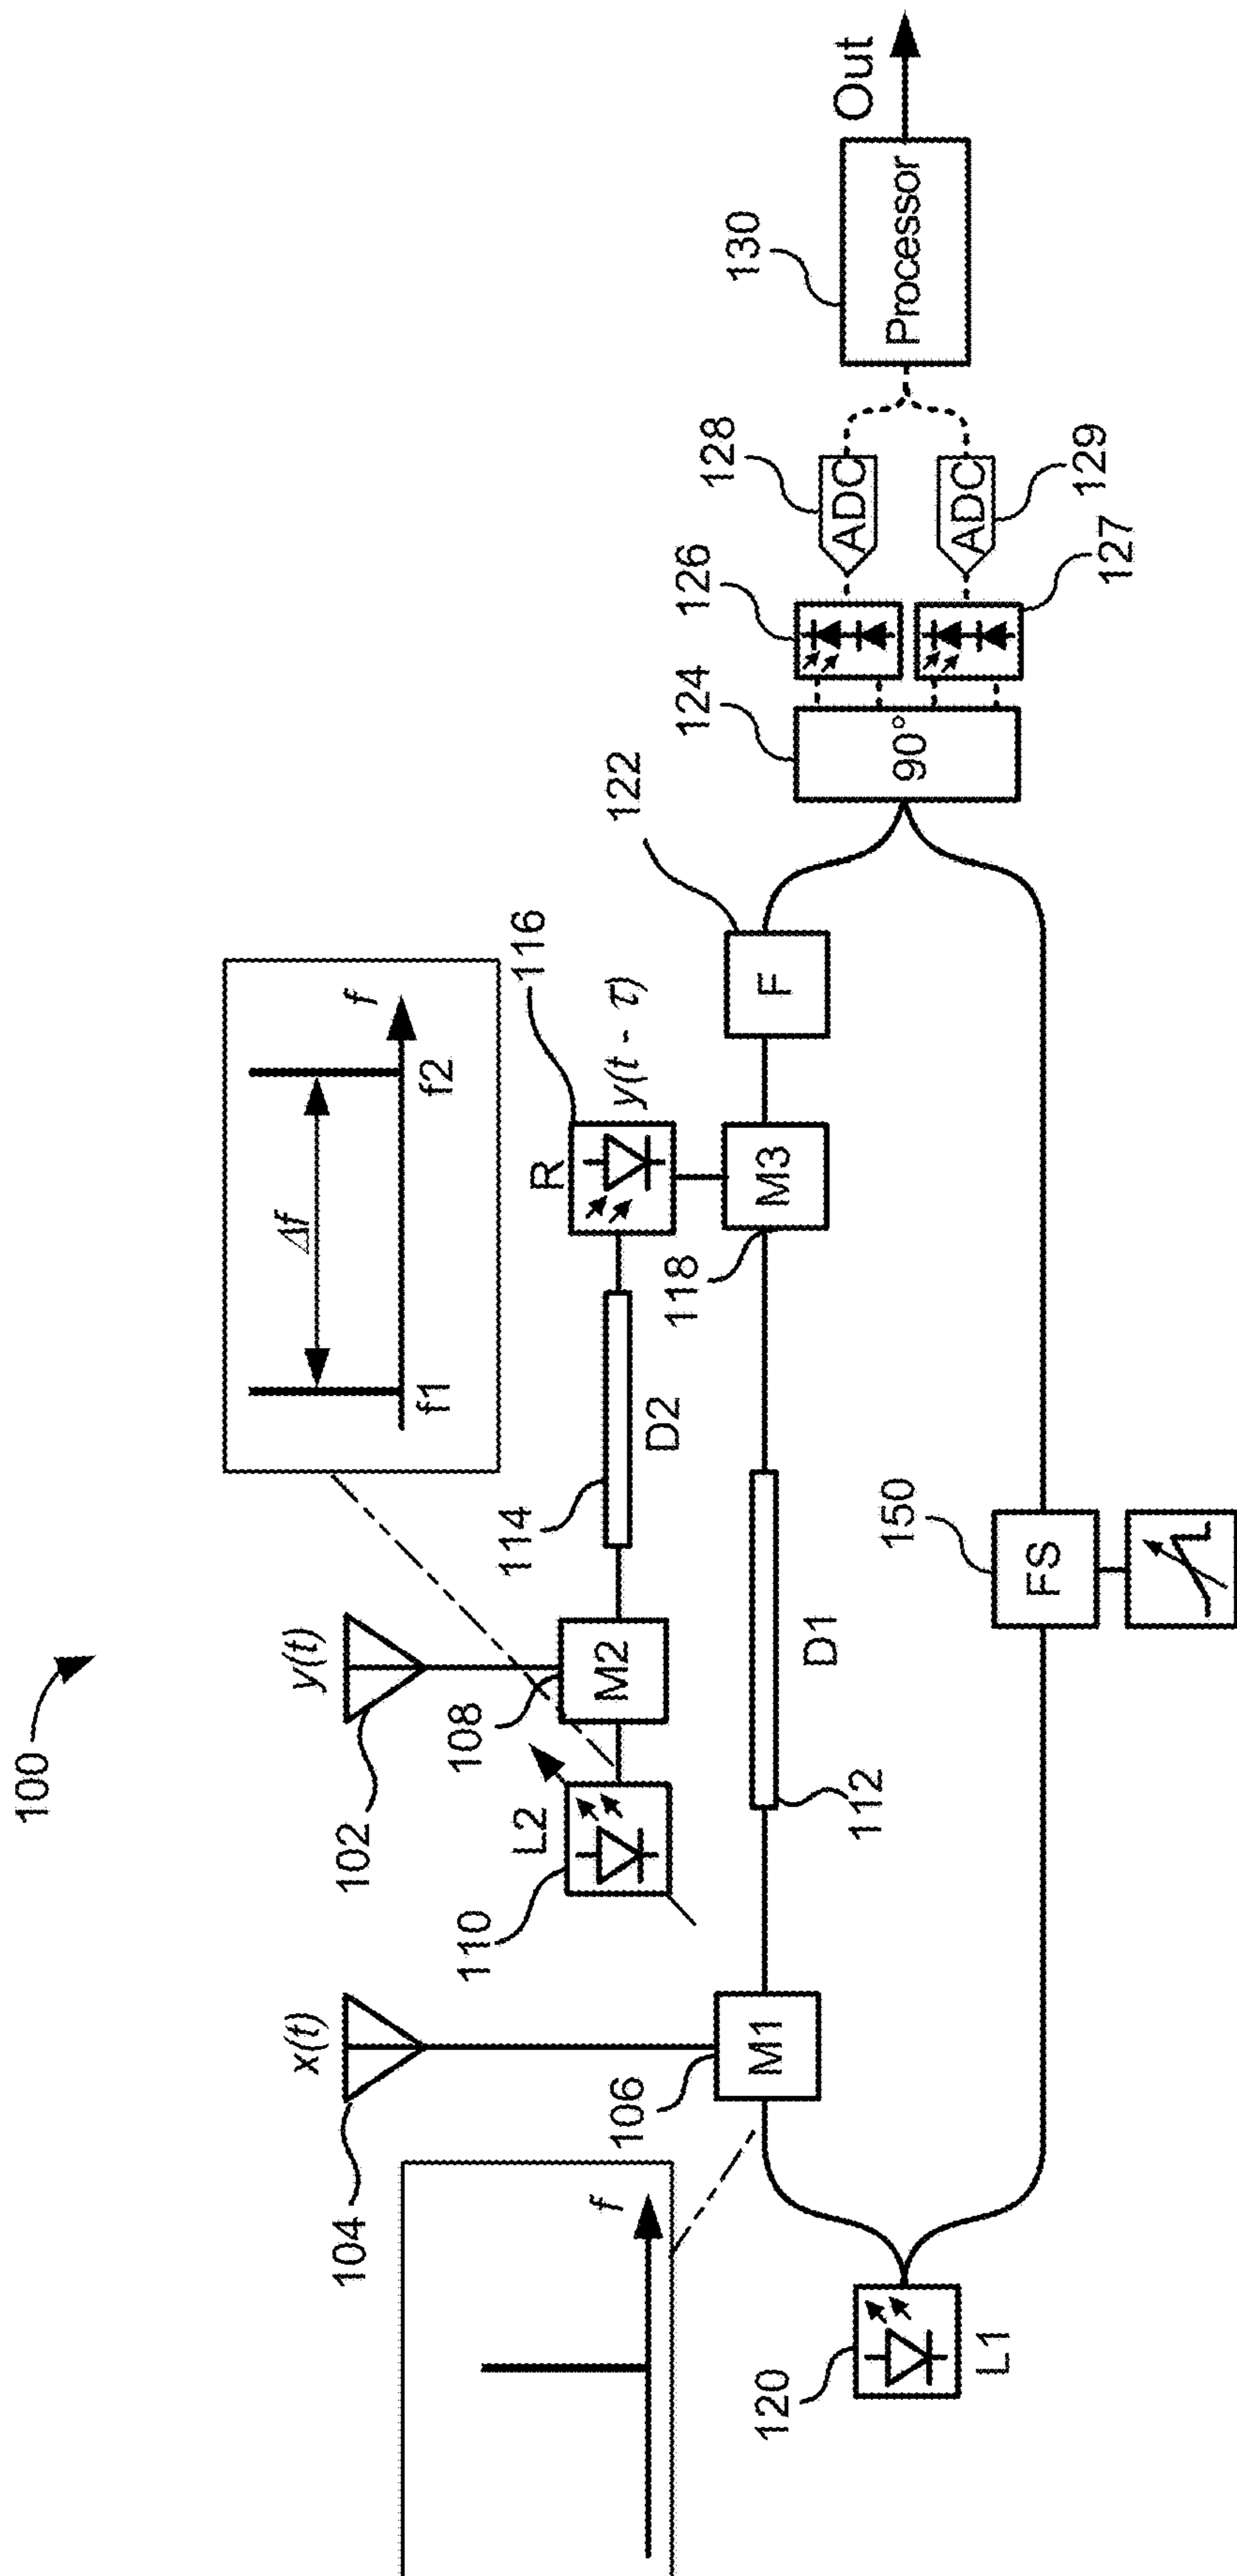 100
x(t)
y(t)
104
102
106
M1
110
L2
108
M2
114
D2
R
116
y(t - τ)
f1
Δf
f2
f
f
120
L1
112
D1
118
M3
122
F
150
FS
124
90°
126
127
128
ADC
ADC
129
130
Processor
Out